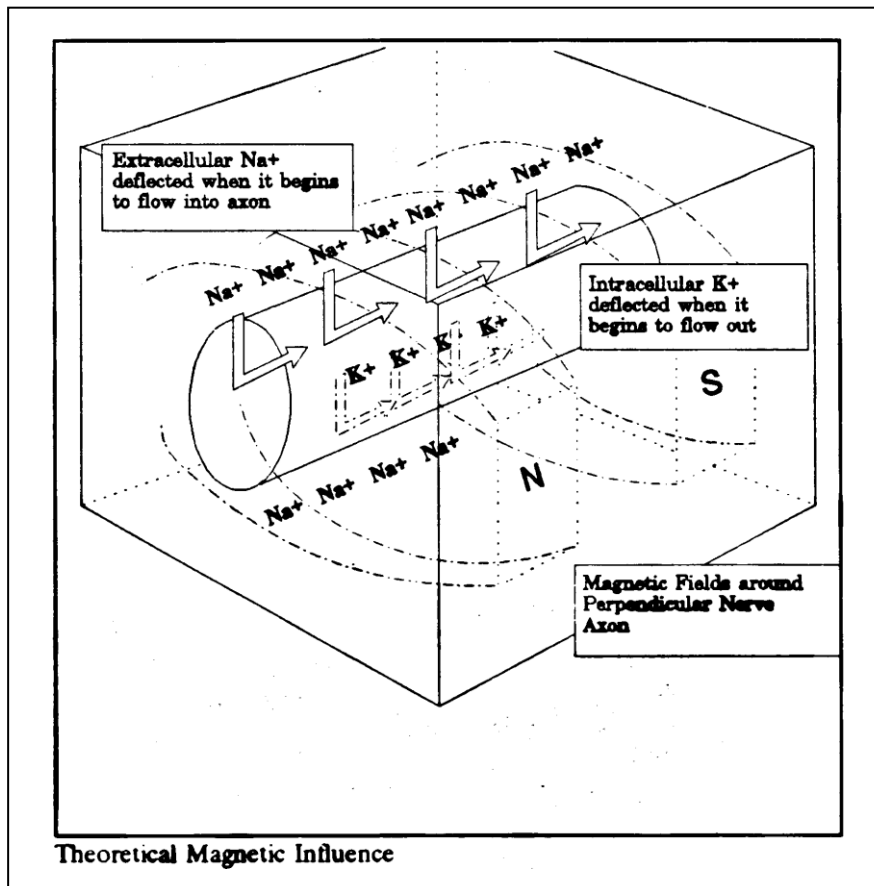 Extracellular Na+
deflected when it begins
to flow into axon
Na+ Na+ Na+ Na+ Na+ Na+ Na+ Na+
Intracellular K+
deflected when it
begins to flow out
K+ K+ K K+
S
N
Na+ Na+ Na+ Na+
Magnetic Fields around
Perpendicular Nerve
Axon
Theoretical Magnetic Influence